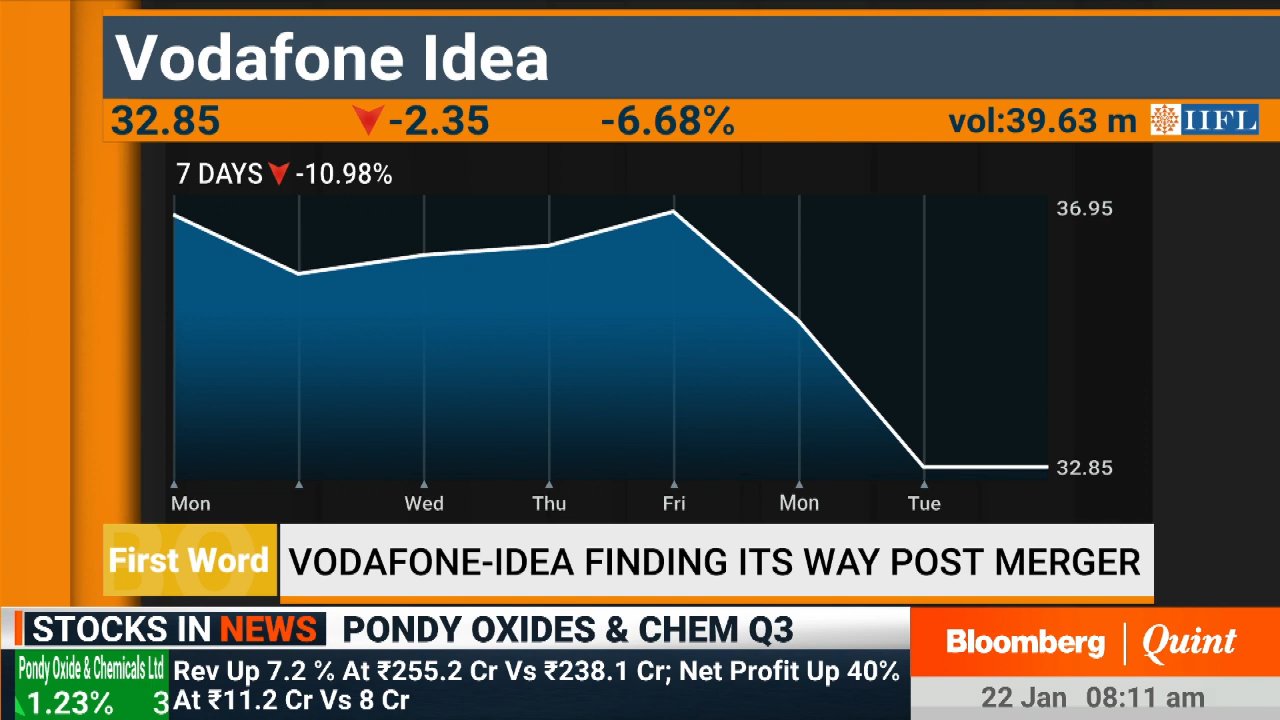 Vodafone Idea
32.85 -2.35 -6.68% vol:39.63 m IIFL
7 DAYS -10.98%
36.95
32.85
Mon Wed Thu Fri Mon Tue
First Word
VODAFONE-IDEA FINDING ITS WAY POST MERGER
STOCKS IN NEWS PONDY OXIDES & CHEM Q3
Pondy Oxide & Chemicals Ltd
1.23% 3
Rev Up 7.2 % At ₹255.2 Cr Vs ₹238.1 Cr; Net Profit Up 40%
At ₹11.2 Cr Vs 8 Cr
Bloomberg | Quint
22 Jan 08:11 am